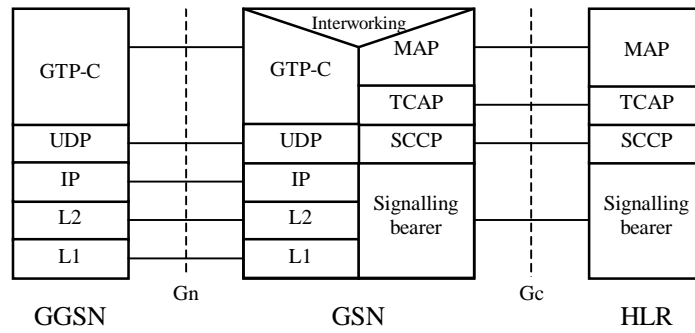 Interworking
GTP-C
GTP-C
MAP
MAP
TCAP
TCAP
UDP
UDP
SCCP
SCCP
IP
IP
L2
L2
Signalling
bearer
Signalling
bearer
L1
L1
Gn
Gc
GGSN
GSN
HLR